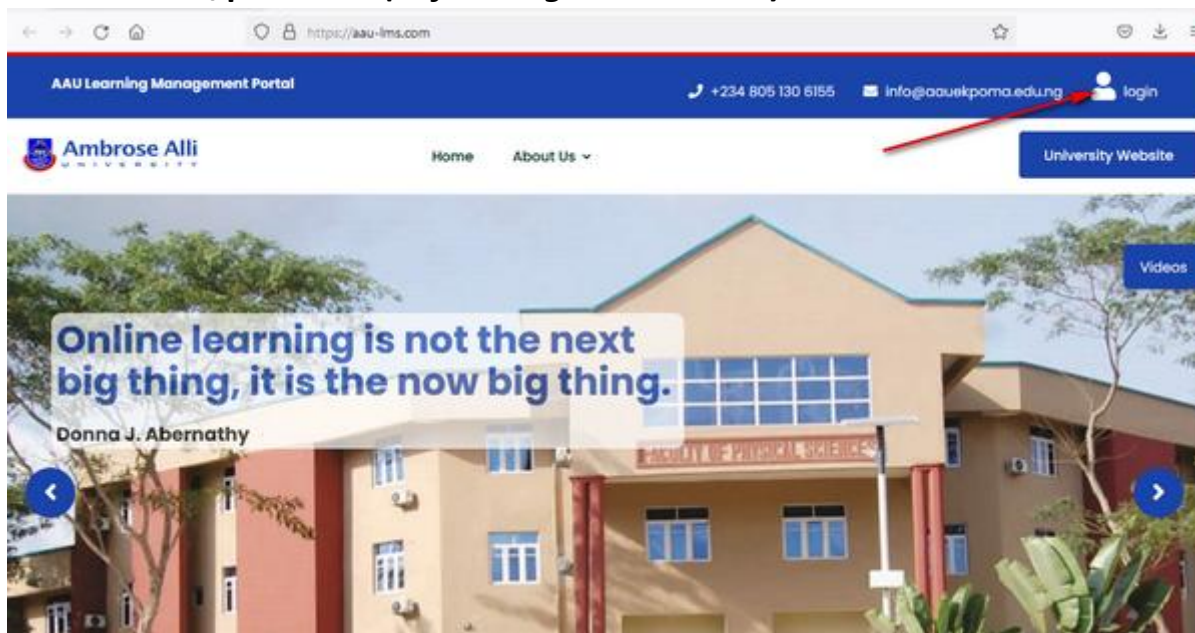 https://aau-lms.com
AAU Learning Management Portal
+234 805 130 6155
info@aauekpoma.edu.ng
login
Ambrose Alli
UNIVERSITY
Home
About Us
University Website
Videos
Online learning is not the next
big thing, it is the now big thing.
Donna J. Abernathy
FACULTY OF PHYSICAL SCIENCES